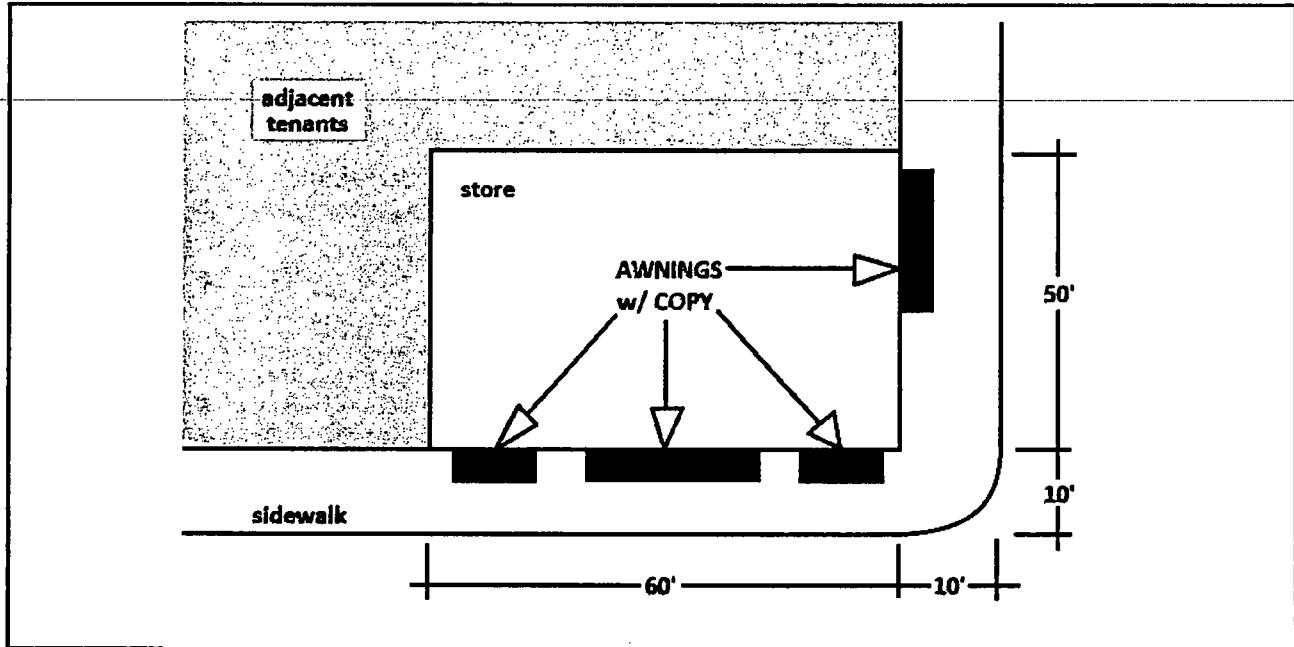 adjacent
tenants
store
AWNINGS
w/ COPY
50'
10'
sidewalk
60'
10'